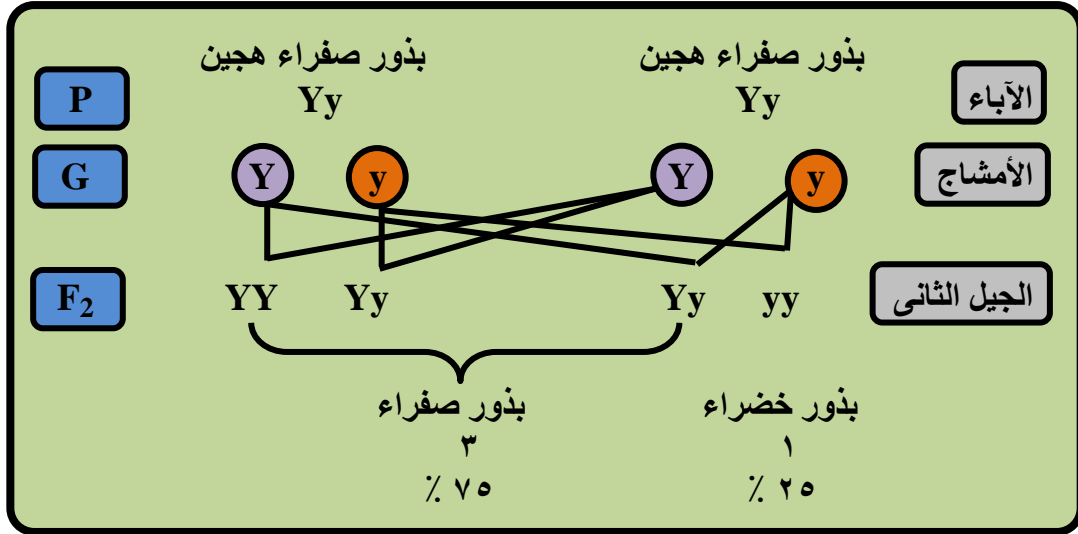 بذور صفراء هجين بذور صفراء هجين
P Yy Yy الآباء
G Y y Y y الأمشاج
F₂ YY Yy Yy yy الجيل الثانى
بذور صفراء بذور خضراء
٣ ١
٧٥ ٪ ٢٥ ٪